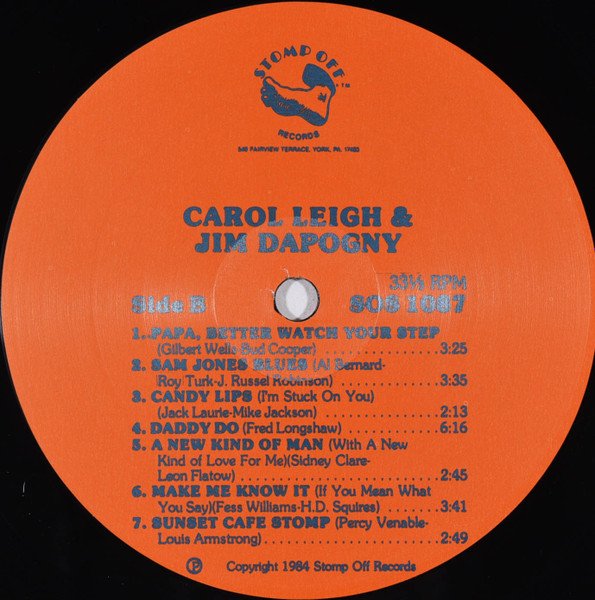 STOMP OFF
TM
RECORDS
549 FAIRVIEW TERRACE, YORK, PA. 17403
CAROL LEIGH &
JIM DAPOGNY
33⅓ RPM
Side B SOS 1087
1. PAPA, BETTER WATCH YOUR STEP
(Gilbert Wells-Bud Cooper) ..................3:25
2. SAM JONES BLUES (Al Bernard-
Roy Turk-J. Russel Robinson) ...............3:35
3. CANDY LIPS (I'm Stuck On You)
(Jack Laurie-Mike Jackson) ..................2:13
4. DADDY DO (Fred Longshaw) ............6:16
5. A NEW KIND OF MAN (With A New
Kind of Love For Me)(Sidney Clare-
Leon Flatow) ..............................2:45
6. MAKE ME KNOW IT (If You Mean What
You Say)(Fess Williams-H.D. Squires) .....3:41
7. SUNSET CAFE STOMP (Percy Venable-
Louis Armstrong) ..........................2:49
Ⓟ Copyright 1984 Stomp Off Records